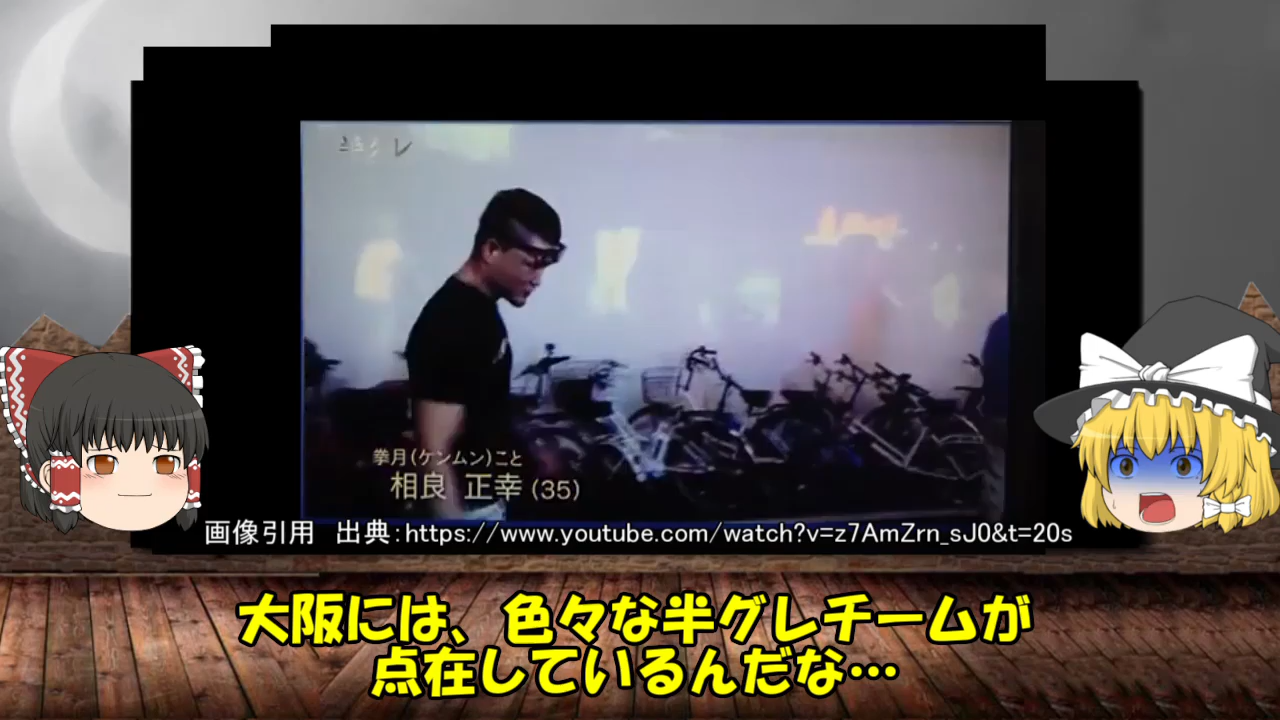 拳月(ケンムン)こと
相良 正幸 (35)
画像引用 出典:https://www.youtube.com/watch?v=z7AmZrn_sJ0&t=20s
大阪には、色々な半グレチームが
点在しているんだな…